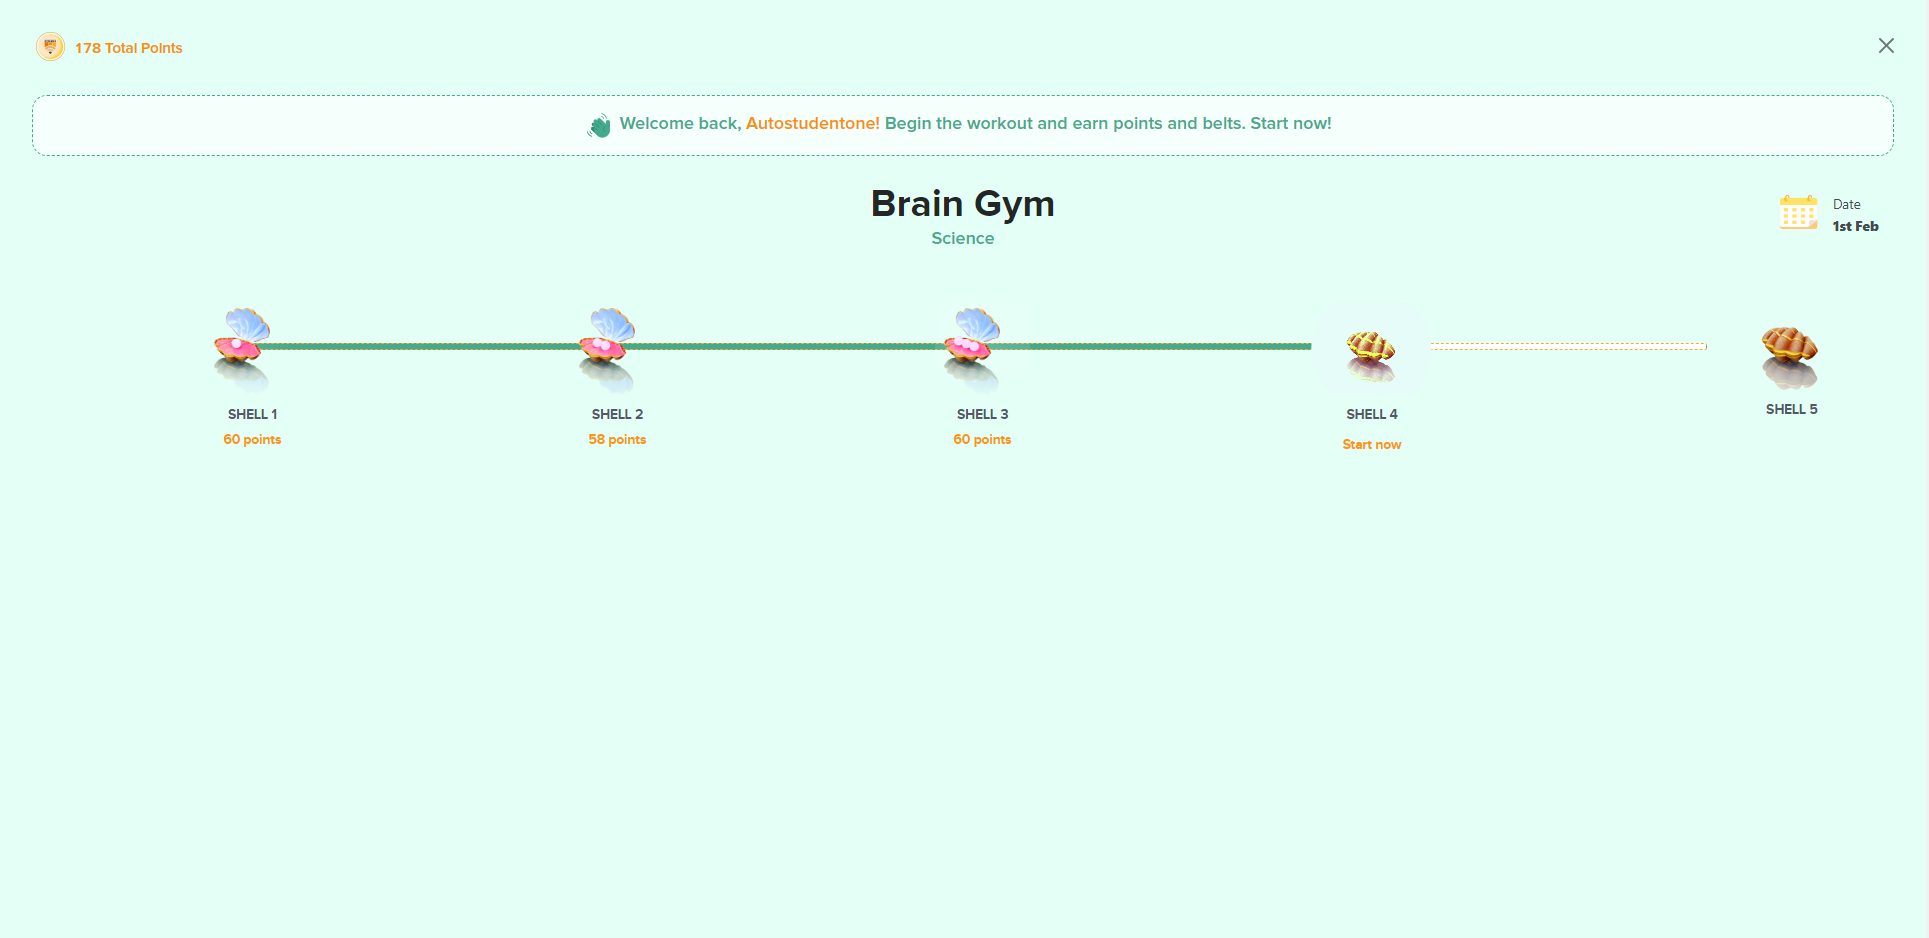 178 Total Points
Welcome back, Autostudentone! Begin the workout and earn points and belts. Start now!
Brain Gym
Science
Date
1st Feb
SHELL 1
60 points
SHELL 2
58 points
SHELL 3
60 points
SHELL 4
Start now
SHELL 5